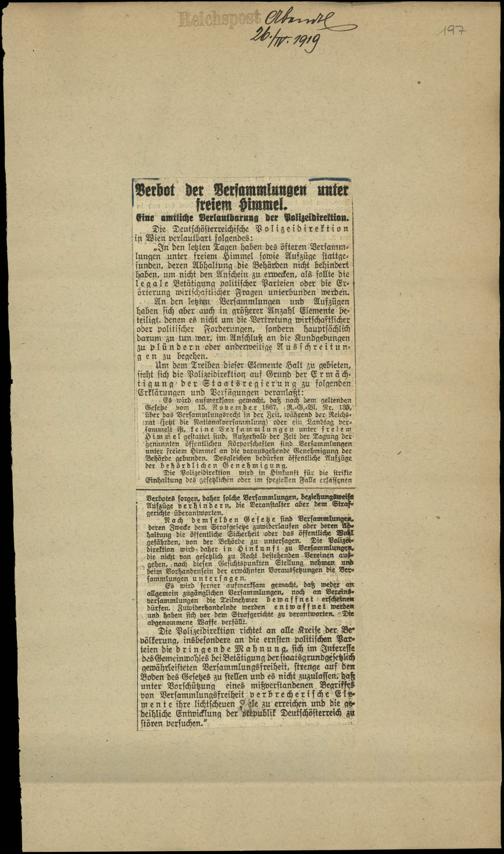 Reichspost Abendbl
26./IV. 1919
197
Verbot der Versammlungen unter
freiem Himmel.
Eine amtliche Verlautbarung der Polizeidirektion.
Die Deutschösterreichische Polizeidirektion
in Wien verlautbart folgendes:
„In den letzten Tagen haben des öfteren Versamm-
lungen unter freiem Himmel sowie Aufzüge stattge-
funden, deren Abhaltung die Behörden nicht behindert
haben, um nicht den Anschein zu erwecken, als sollte die
legale Betätigung politischer Parteien oder die Er-
örterung wirtschaftlicher Fragen unterbunden werden.
An den letzten Versammlungen und Aufzügen
haben sich aber auch in größerer Anzahl Elemente be-
teiligt, denen es nicht um die Vertretung wirtschaftlicher
oder politischer Forderungen, sondern hauptsächlich
darum zu tun war, im Anschluß an die Kundgebungen
zu plündern oder anderweitige Ausschreitun-
gen zu begehen.
Um dem Treiben dieser Elemente Halt zu gebieten,
sieht sich die Polizeidirektion auf Grund der Ermäch-
tigung der Staatsregierung zu folgenden
Erklärungen und Verfügungen veranlaßt:
Es wird aufmerksam gemacht, daß nach dem geltenden
Gesetze vom 15. November 1867, R.-G.-Bl. Nr. 135,
über das Versammlungsrecht in der Zeit, während der Reichs-
rat (jetzt die Nationalversammlung) oder ein Landtag ver-
sammelt ist, keine Versammlungen unter freiem
Himmel gestattet sind. Außerhalb der Zeit der Tagung der
genannten öffentlichen Körperschaften sind Versammlungen
unter freiem Himmel an die vorausgehende Genehmigung der
Behörde gebunden. Desgleichen bedürfen öffentliche Aufzüge
der behördlichen Genehmigung.
Die Polizeidirektion wird in Hinkunft für die strikte
Einhaltung des gesetzlichen oder im speziellen Falle erlassenen
Verbotes sorgen, daher solche Versammlungen, beziehungsweise
Aufzüge verhindern, die Veranstalter aber dem Straf-
gerichte überantworten.
Nach demselben Gesetze sind Versammlungen,
deren Zwecke dem Strafgesetze zuwiderlaufen oder deren Ab-
haltung die öffentliche Sicherheit oder das öffentliche Wohl
gefährden, von der Behörde zu untersagen. Die Polizei-
direktion wird daher in Hinkunft zu Versammlungen,
die nicht von gesetzlich zu Recht bestehenden Vereinen aus-
gehen, nach diesen Gesichtspunkten Stellung nehmen und
beim Vorhandensein der erwähnten Voraussetzungen die Ver-
sammlungen untersagen.
Es wird ferner aufmerksam gemacht, daß weder an
allgemein zugänglichen Versammlungen, noch an Vereins-
versammlungen die Teilnehmer bewaffnet erscheinen
dürfen. Zuwiderhandelnde werden entwaffnet werden
und haben sich vor dem Strafgerichte zu verantworten. Die
abgenommene Waffe verfällt.
Die Polizeidirektion richtet an alle Kreise der Be-
völkerung, insbesondere an die ernsten politischen Par-
teien die dringende Mahnung, sich im Interesse
des Gemeinwohles bei Betätigung der staatsgrundgesetzlich
gewährleisteten Versammlungsfreiheit, strenge auf den
Boden des Gesetzes zu stellen und es nicht zuzulassen, daß
unter Vorschützung eines mißverstandenen Begriffes
von Versammlungsfreiheit verbrecherische Ele-
mente ihre lichtscheuen Ziele zu erreichen und die ge-
deihliche Entwicklung der Republik Deutschösterreich zu
stören versuchen.“